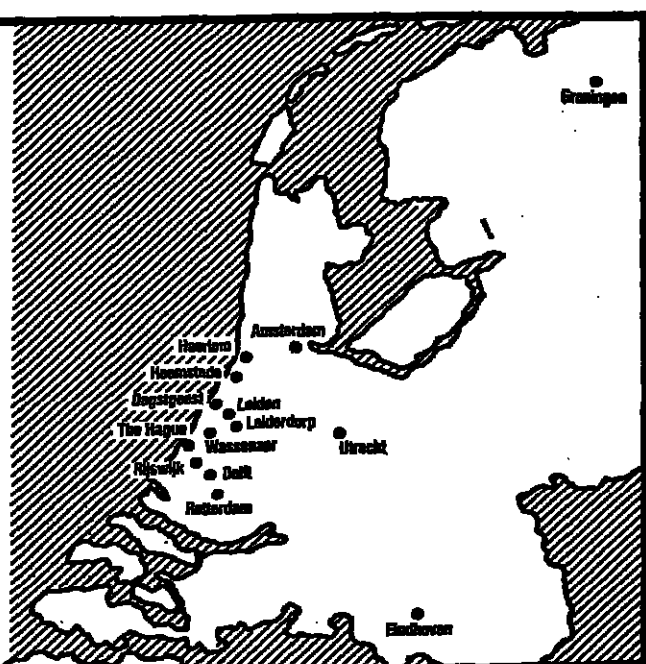 Groningen
Amsterdam
Haarlem
Heemstede
Oegstgeest
Leiden
Leiderdorp
The Hague
Wassenaar
Utrecht
Rijswijk
Delft
Rotterdam
Eindhoven